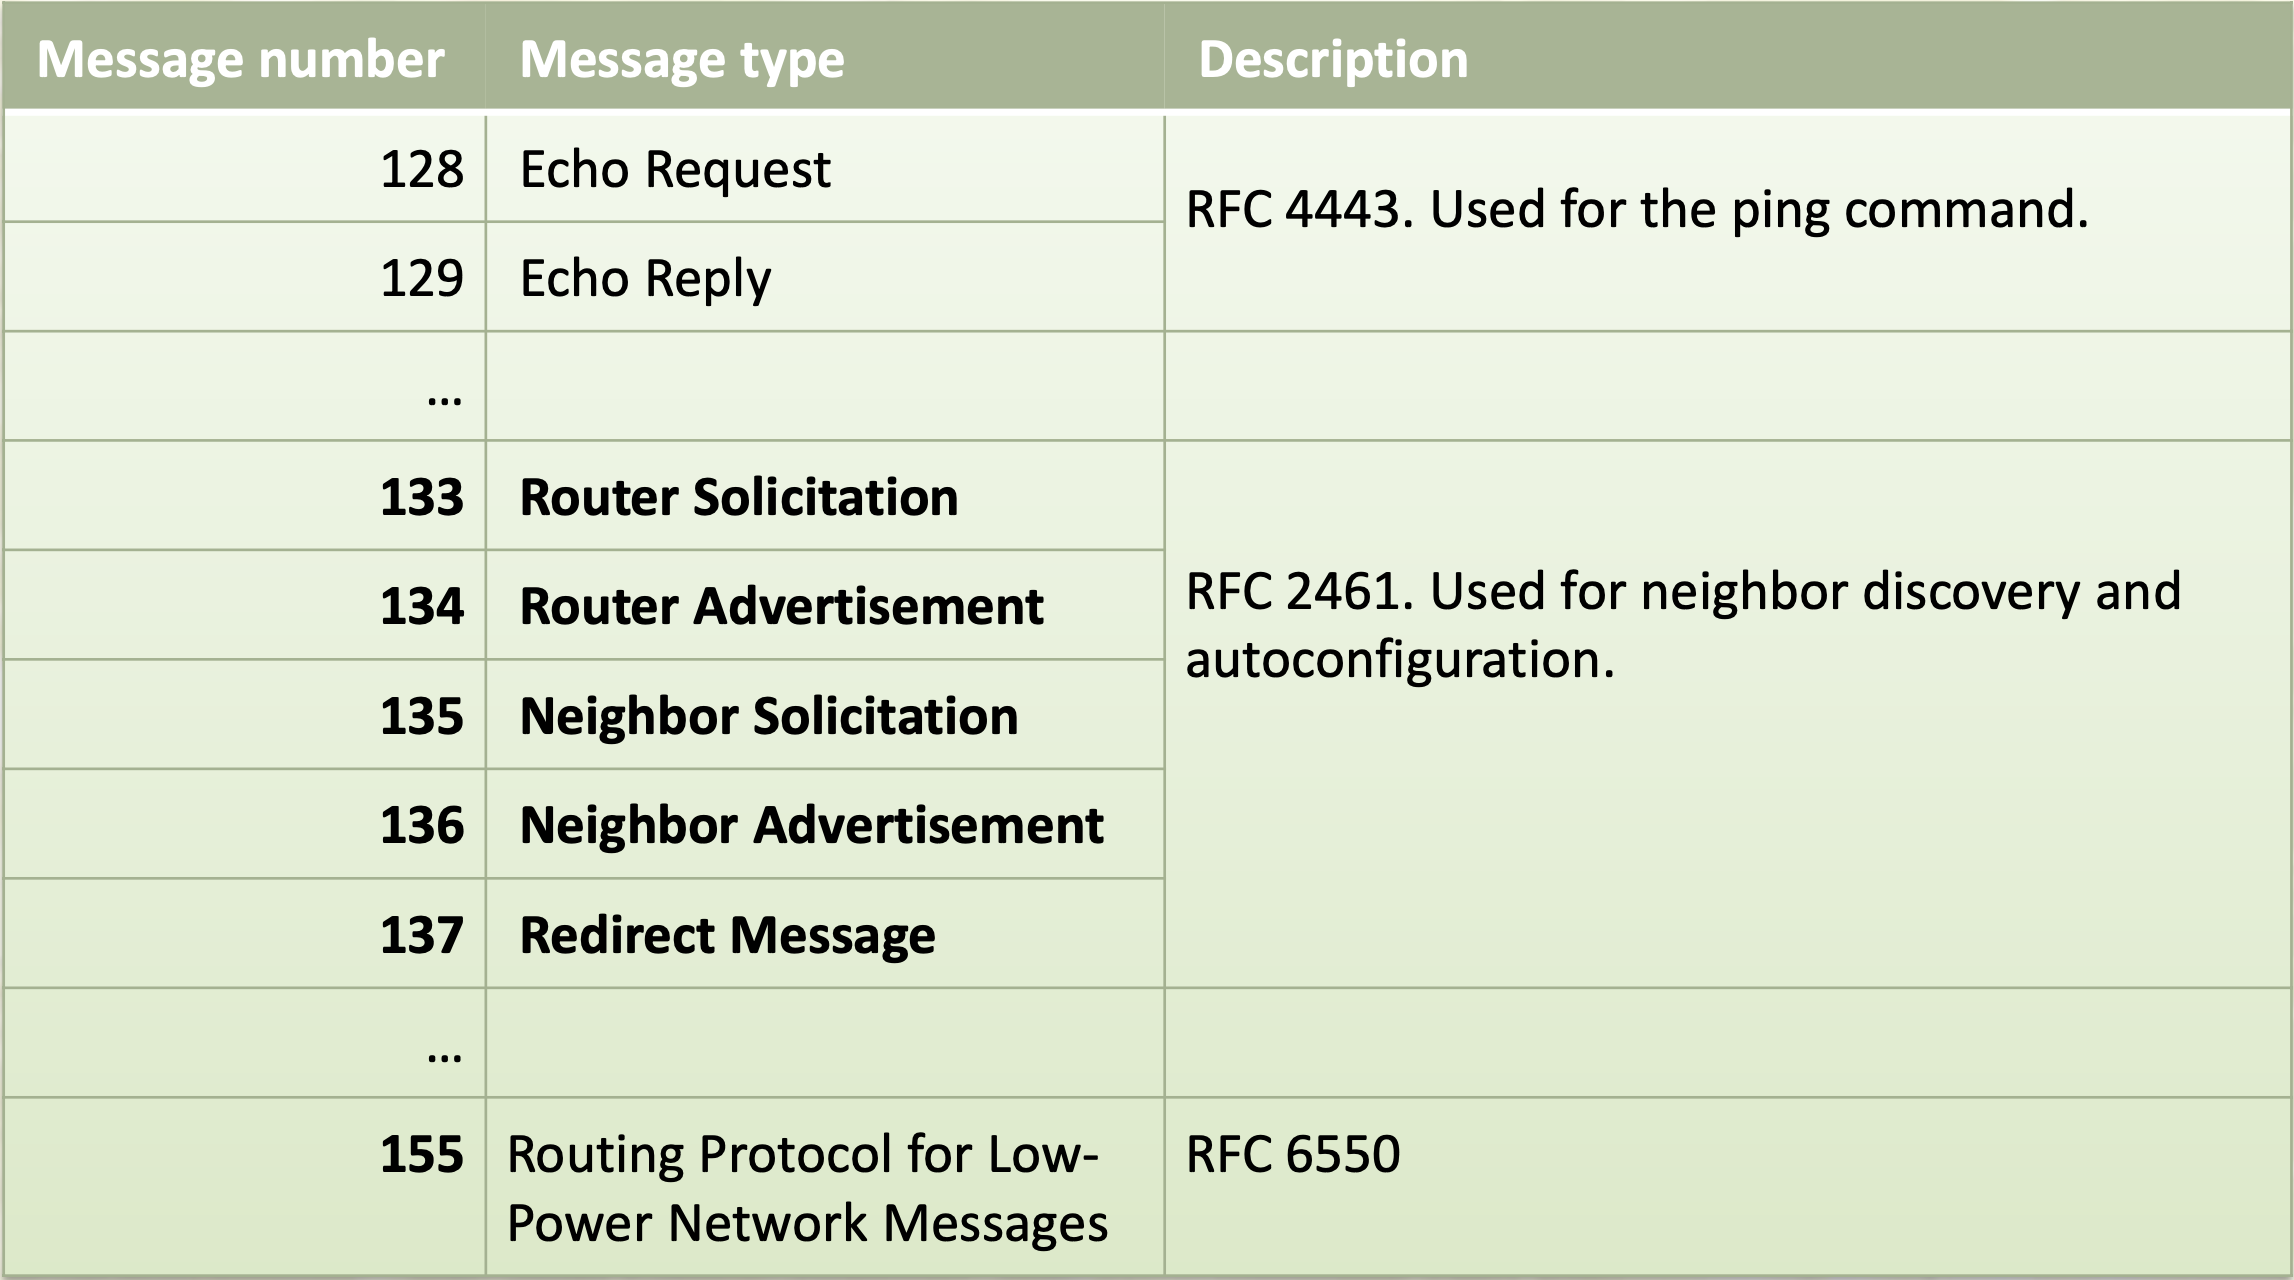 Message number Message type Description
128 Echo Request
RFC 4443. Used for the ping command.
129 Echo Reply
…
133 Router Solicitation
134 Router Advertisement
RFC 2461. Used for neighbor discovery and
autoconfiguration.
135 Neighbor Solicitation
136 Neighbor Advertisement
137 Redirect Message
…
155 Routing Protocol for Low- RFC 6550
Power Network Messages